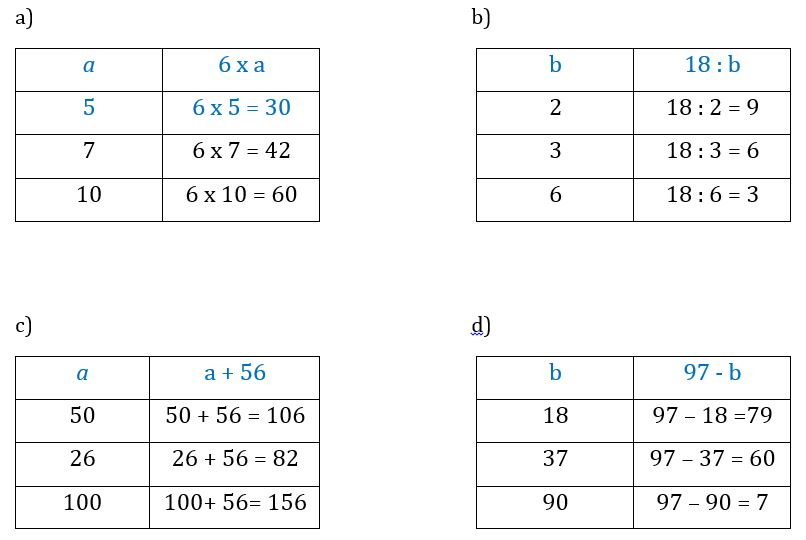 a)
a 6 x a
5 6 x 5 = 30
7 6 x 7 = 42
10 6 x 10 = 60
b)
b 18 : b
2 18 : 2 = 9
3 18 : 3 = 6
6 18 : 6 = 3
c)
a a + 56
50 50 + 56 = 106
26 26 + 56 = 82
100 100+ 56= 156
d)
b 97 - b
18 97 – 18 =79
37 97 – 37 = 60
90 97 – 90 = 7